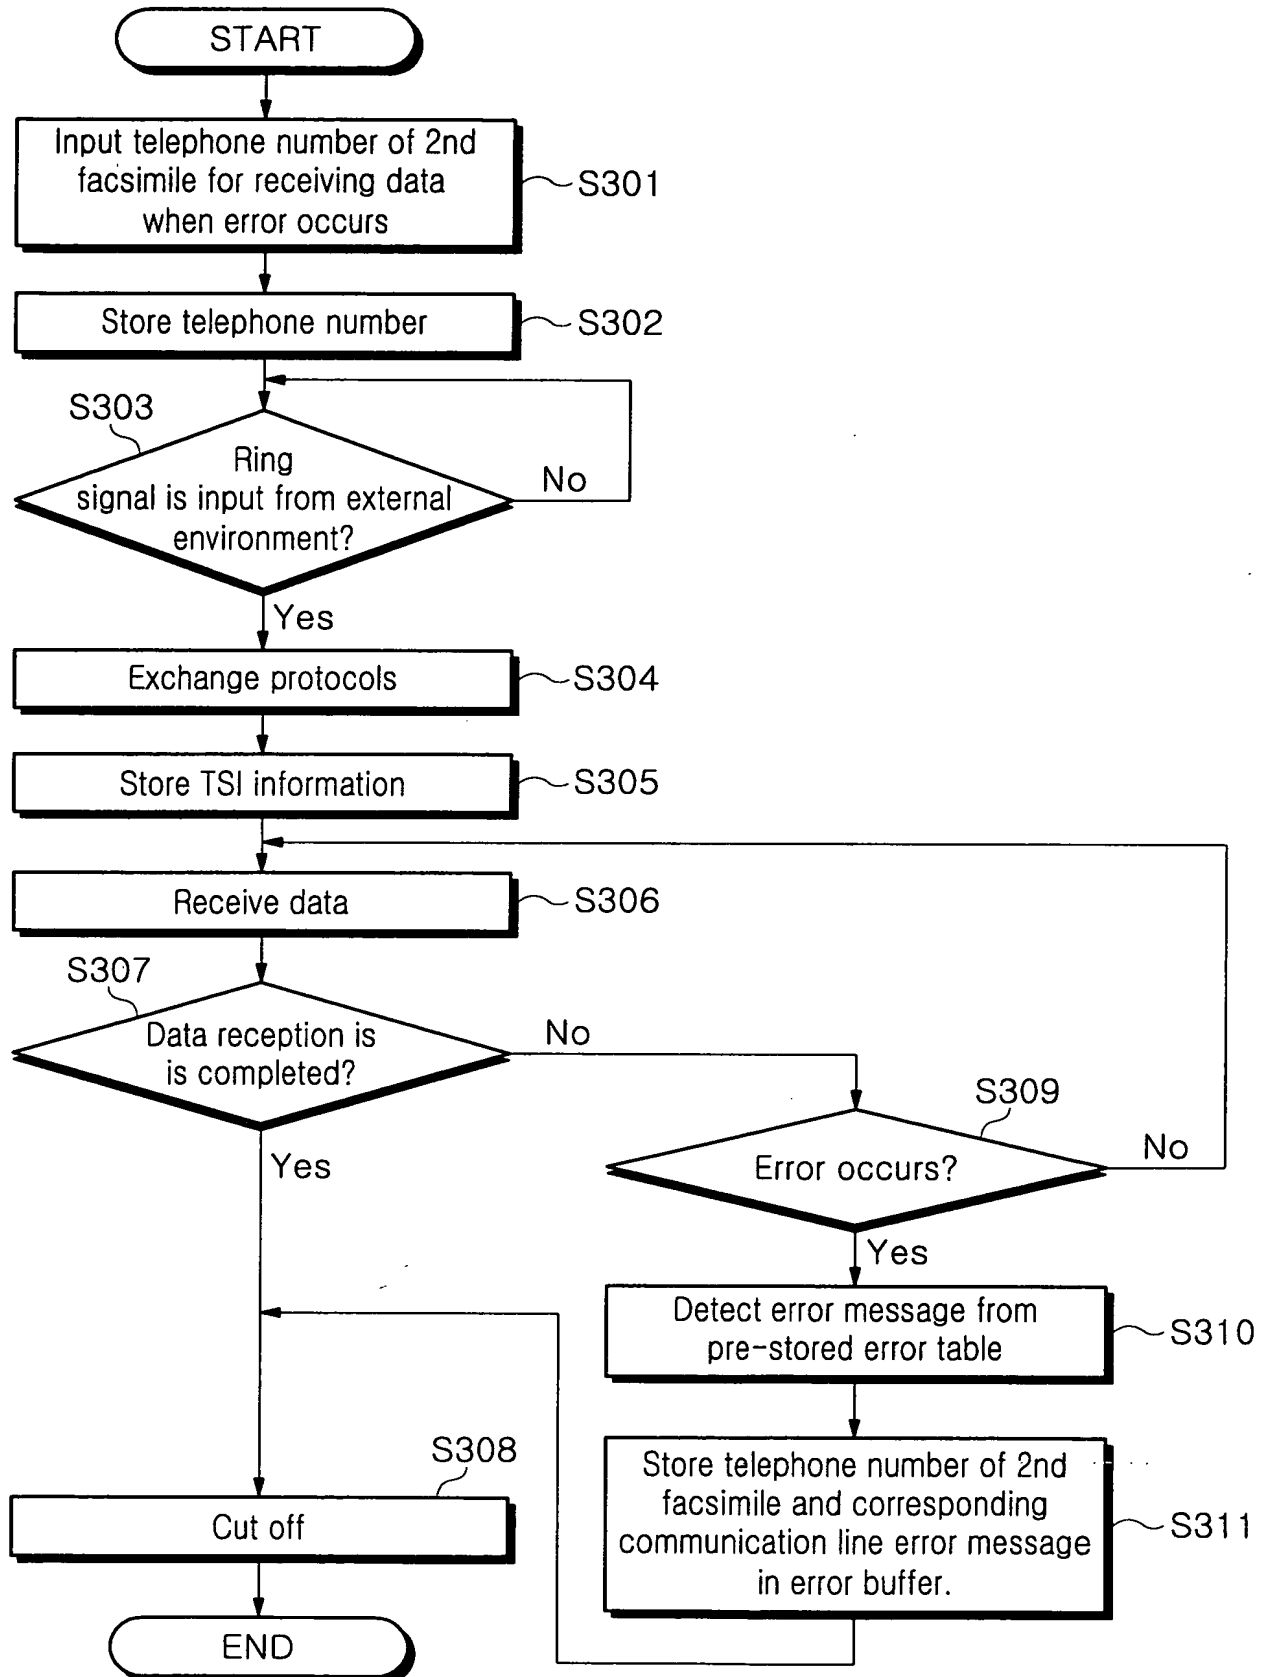 START
Input telephone number of 2nd
facsimile for receiving data
when error occurs
S301
Store telephone number
S302
S303
Ring
signal is input from external
environment?
No
Yes
Exchange protocols
S304
Store TSI information
S305
Receive data
S306
S307
Data reception is
is completed?
No
Yes
S309
Error occurs?
No
Yes
Detect error message from
pre-stored error table
S310
Store telephone number of 2nd
facsimile and corresponding
communication line error message
in error buffer.
S311
S308
Cut off
END